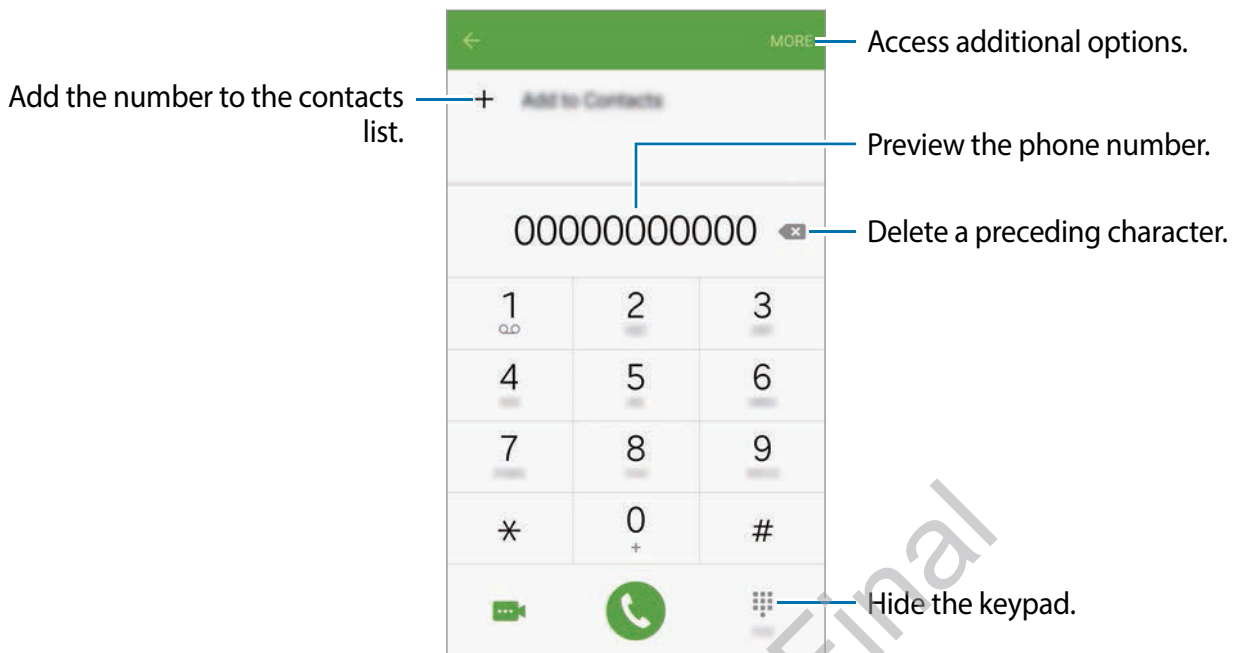 MORE
Access additional options.
Add the number to the contacts
list.
Add to Contacts
Preview the phone number.
00000000000
Delete a preceding character.
1
2
3
4
5
6
7
8
9
*
0
+
#
Hide the keypad.
Final